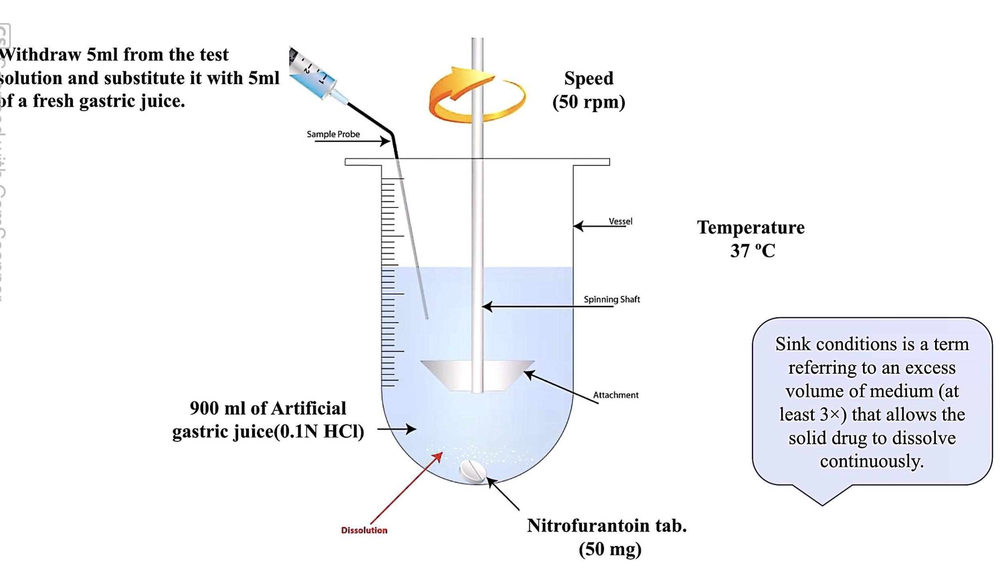 Withdraw 5ml from the test
solution and substitute it with 5ml
of a fresh gastric juice.
Speed
(50 rpm)
Sample Probe
Vessel
Temperature
37 ºC
Spinning Shaft
Sink conditions is a term
referring to an excess
volume of medium (at
least 3×) that allows the
solid drug to dissolve
continuously.
Attachment
900 ml of Artificial
gastric juice(0.1N HCl)
Dissolution
Nitrofurantoin tab.
(50 mg)
CS